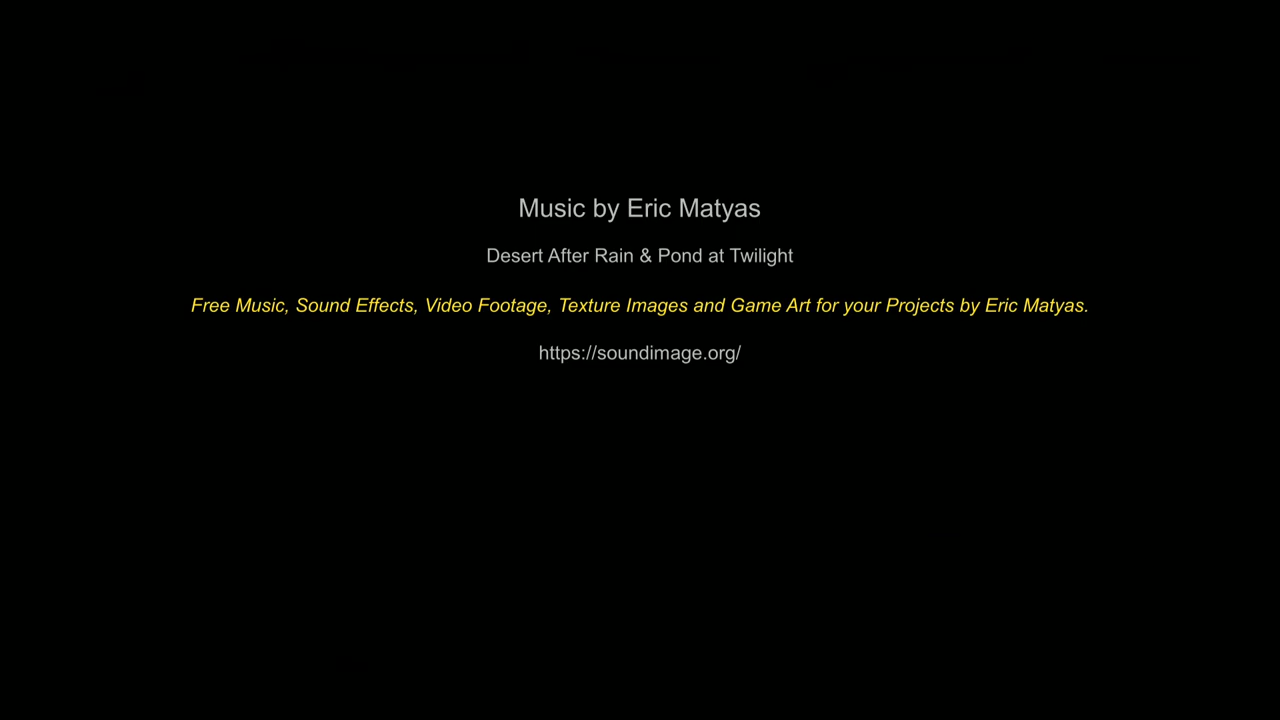 Music by Eric Matyas
Desert After Rain & Pond at Twilight
Free Music, Sound Effects, Video Footage, Texture Images and Game Art for your Projects by Eric Matyas.
https://soundimage.org/